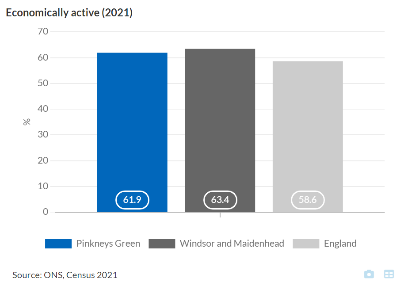 Economically active (2021)
70
60
50
40
30
20
10
0
%
61.9
63.4
58.6
Pinkneys Green
Windsor and Maidenhead
England
Source: ONS, Census 2021